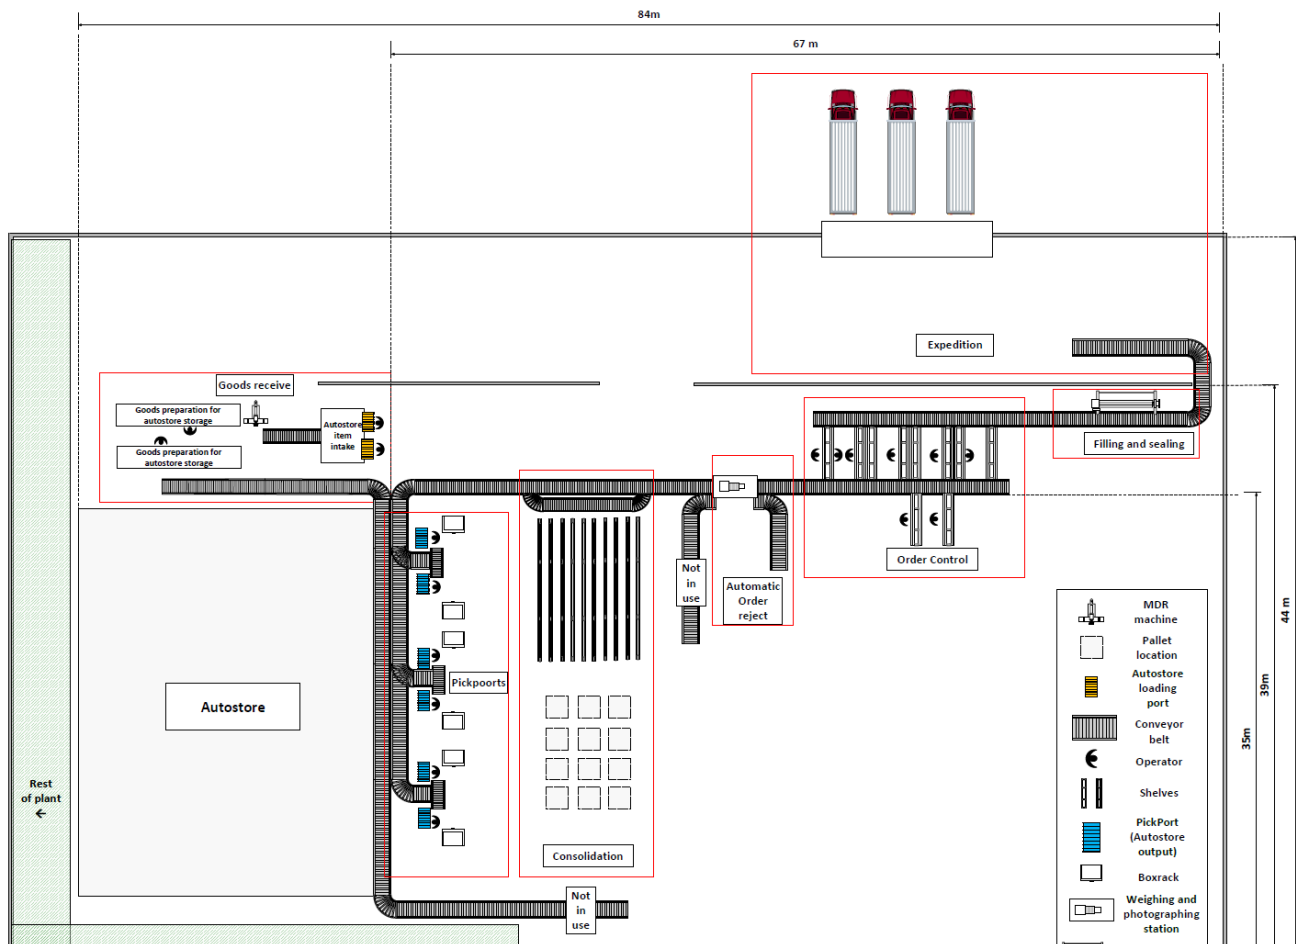 84m
67 m
Expedition
Goods receive
Goods preparation for
autostore storage
Goods preparation for
autostore storage
Autostore
item
intake
Filling and sealing
Order Control
Not
in
use
Automatic
Order
reject
Pickpoorts
Autostore
Consolidation
Not
in
use
Rest
of plant
44 m
39m
35m
MDR
machine
Pallet
location
Autostore
loading
port
Conveyor
belt
Operator
Shelves
PickPort
(Autostore
output)
Boxrack
Weighing and
photographing
station